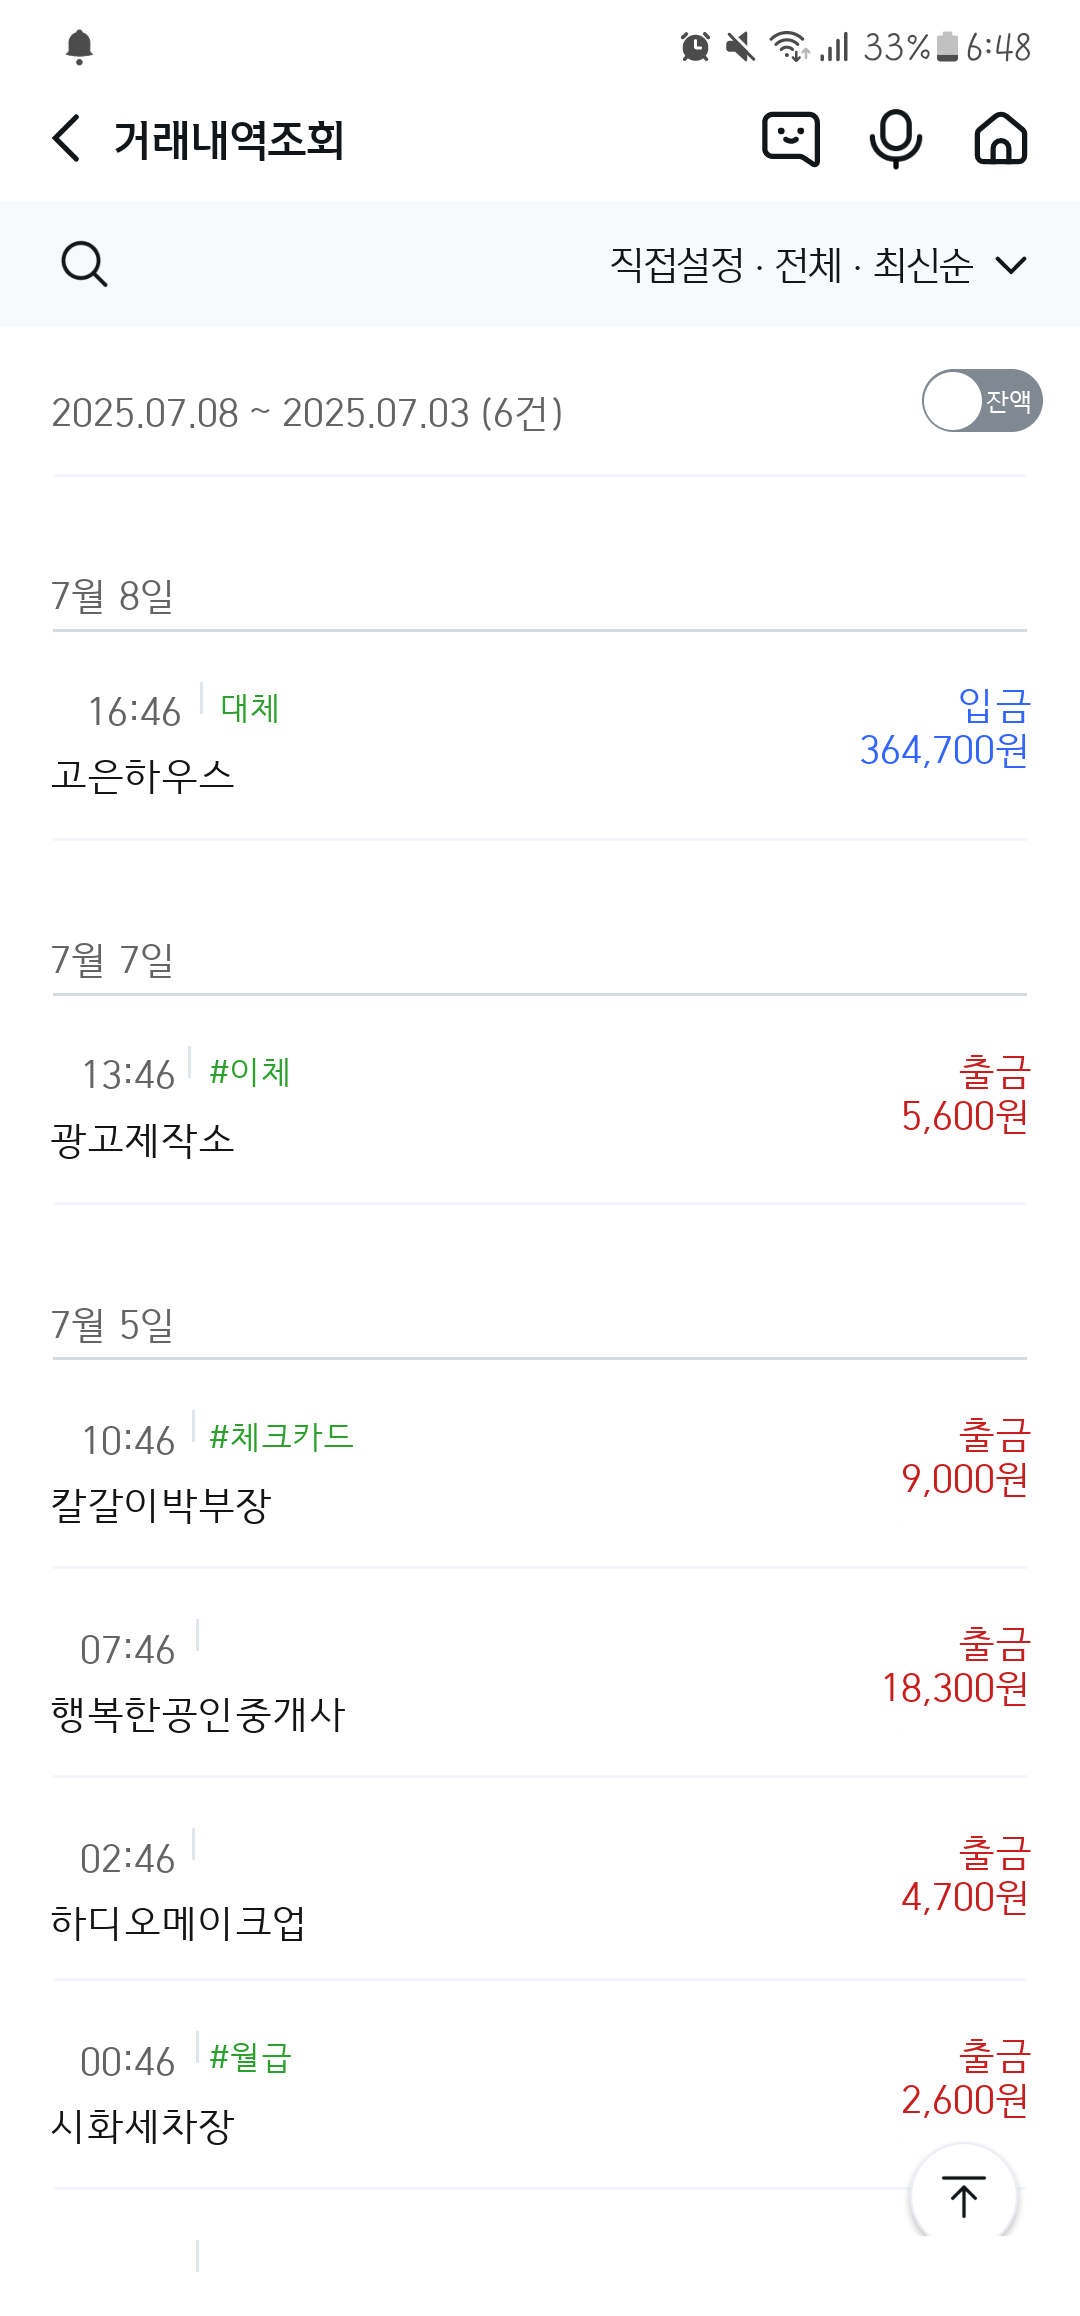 33% 6:48
거래내역조회
직접설정 · 전체 · 최신순
2025.07.08 ~ 2025.07.03 (6건)
잔액
7월 8일
16:46 대체
입금
364,700원
고은하우스
7월 7일
13:46 #이체
출금
5,600원
광고제작소
7월 5일
10:46 #체크카드
출금
9,000원
칼갈이박부장
07:46
출금
18,300원
행복한공인중개사
02:46
출금
4,700원
하디오메이크업
00:46 #월급
출금
2,600원
시화세차장